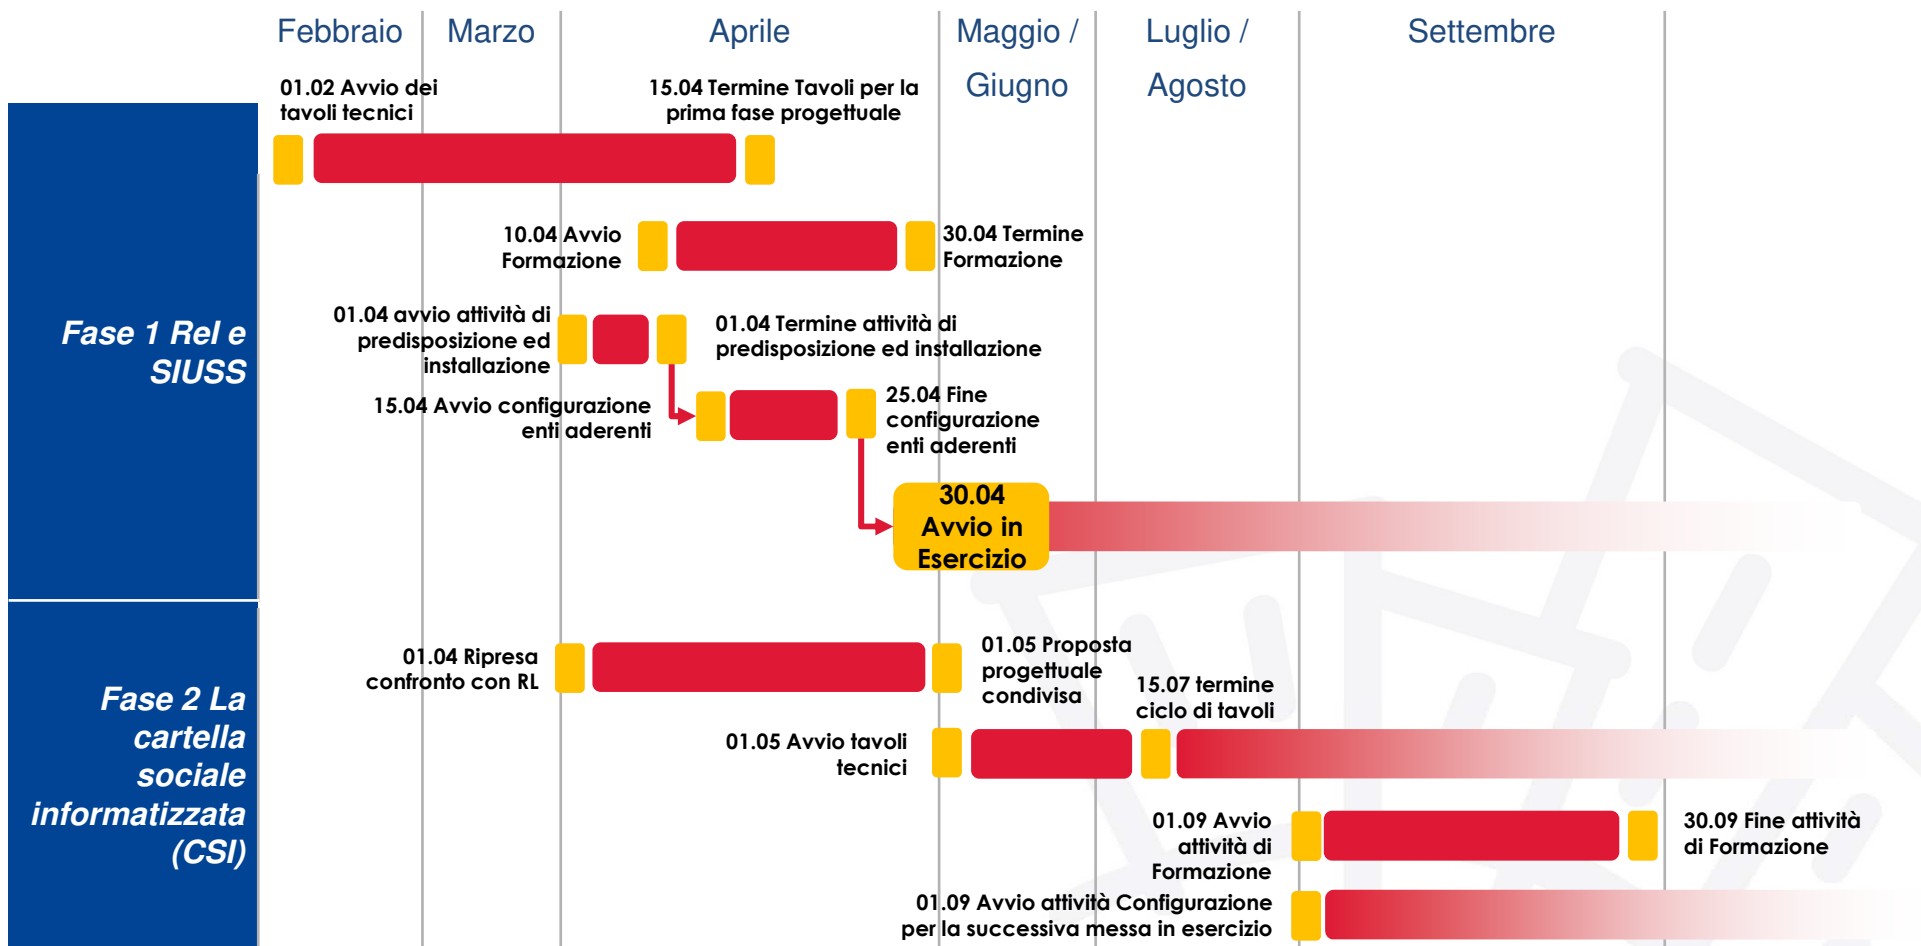 Febbraio
Marzo
Aprile
Maggio /
Giugno
Luglio /
Agosto
Settembre
01.02 Avvio dei
tavoli tecnici
15.04 Termine Tavoli per la
prima fase progettuale
Fase 1 Rel e
SIUSS
10.04 Avvio
Formazione
30.04 Termine
Formazione
01.04 avvio attività di
predisposizione ed
installazione
01.04 Termine attività di
predisposizione ed installazione
15.04 Avvio configurazione
enti aderenti
25.04 Fine
configurazione
enti aderenti
30.04
Avvio in
Esercizio
Fase 2 La
cartella
sociale
informatizzata
(CSI)
01.04 Ripresa
confronto con RL
01.05 Proposta
progettuale
condivisa
01.05 Avvio tavoli
tecnici
15.07 termine
ciclo di tavoli
01.09 Avvio
attività di
Formazione
30.09 Fine attività
di Formazione
01.09 Avvio attività Configurazione
per la successiva messa in esercizio